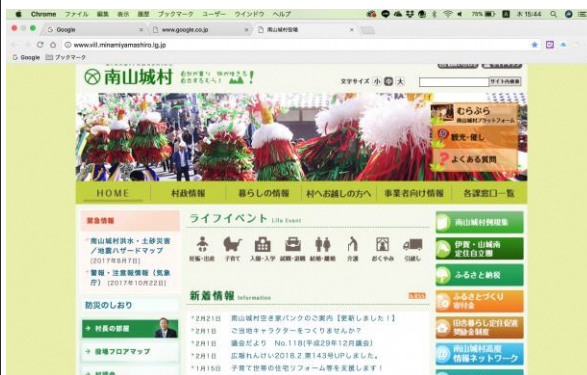 Chrome ファイル 編集 表示 履歴 ブックマーク ユーザー ウインドウ ヘルプ
70% 木 15:44
Google
www.google.co.jp
南山城村役場
www.vill.minamiyamashiro.lg.jp
Google ブックマーク
南山城村
文字サイズ 小 中 大
サイト内検索
むらぶら
南山城村プラットフォーム
観光・催し
よくある質問
HOME 村政情報 暮らしの情報 村へお越しの方へ 事業者向け情報 各課窓口一覧
緊急情報
南山城村洪水・土砂災害
/地震ハザードマップ
[2017年8月7日]
警報・注意報情報(気象
庁) [2017年10月22日]
防災のしおり
村長の部屋
役場フロアマップ
ライフイベント Life Event
妊娠・出産 子育て 入園・入学 就職・退職 結婚・離婚 介護 おくやみ 引越し
新着情報 Information
RSS
2月21日 南山城村空き家バンクのご案内【更新しました!】
2月21日 ご当地キャラクターをつくりませんか?
2月1日 議会だより No.118(平成29年12月議会)
2月1日 広報れんけい2018.2.第143号UPしました。
1月15日 子育て世帯の住宅リフォーム等を支援します!
南山城村例規集
伊賀・山城南
定住自立圏
ふるさと納税
ふるさとづくり
寄付金
田舎暮らし定住促進
奨励金制度
南山城村高度
情報ネットワーク